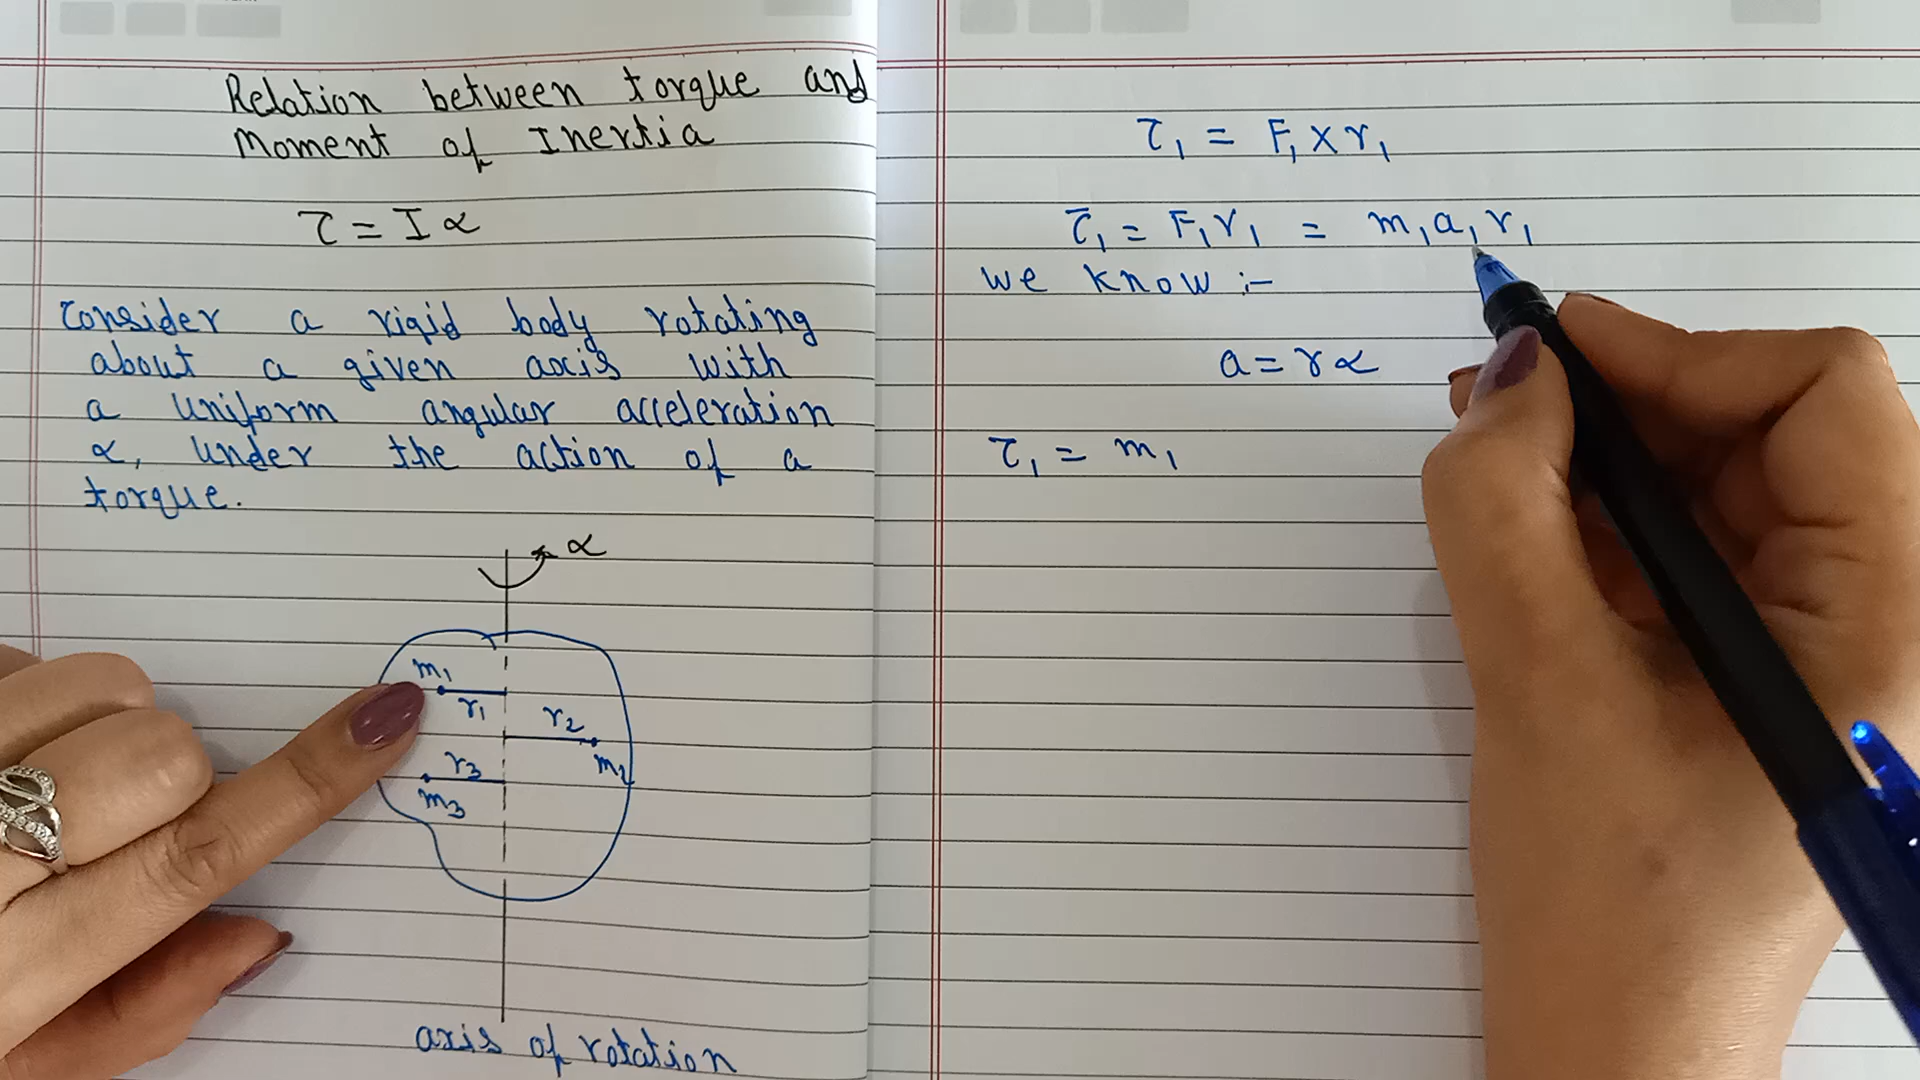 Relation between torque and
Moment of Inertia
τ = I α
Consider a rigid body rotating
about a given axis with
a uniform angular acceleration
α, under the action of a
torque.
α
m₁
r₁
r₂
m₂
r₃
m₃
axis of rotation
τ₁ = F₁ × r₁
τ₁ = F₁r₁ = m₁a₁r₁
we know :-
a = r α
τ₁ = m₁